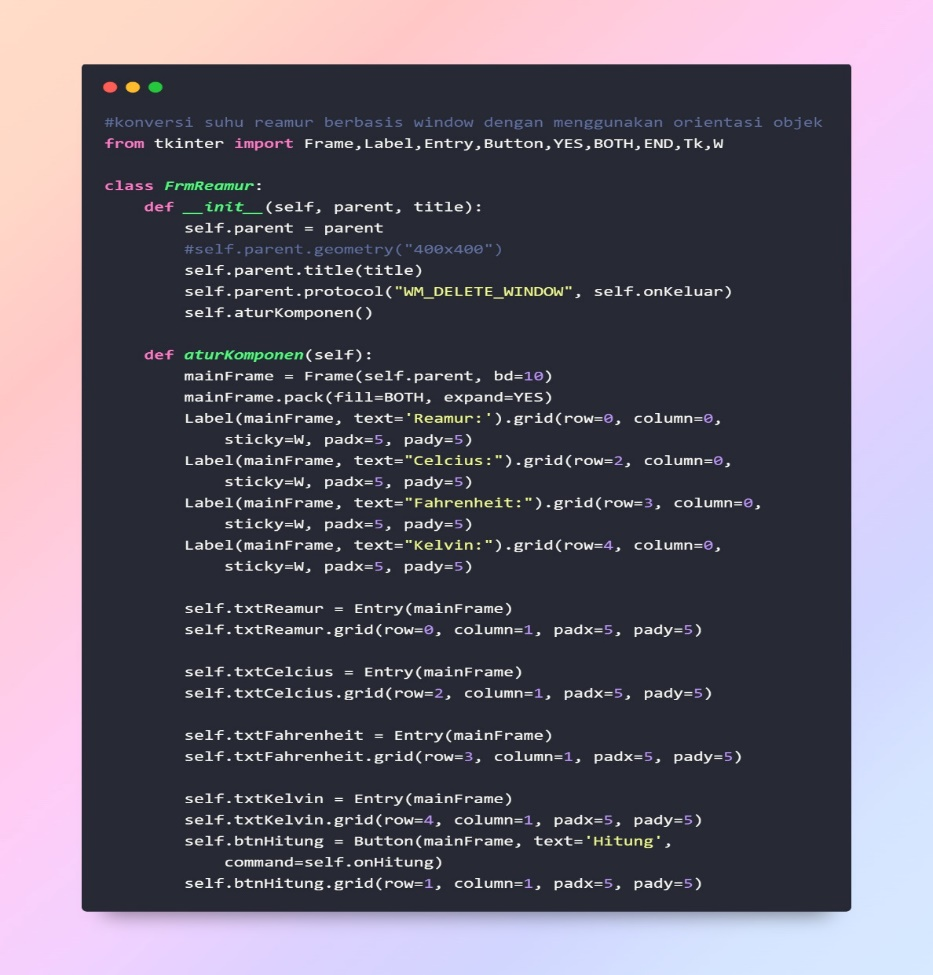 #konversi suhu reamur berbasis window dengan menggunakan orientasi objek
from tkinter import Frame,Label,Entry,Button,YES,BOTH,END,Tk,W

class FrmReamur:
    def __init__(self, parent, title):
        self.parent = parent
        #self.parent.geometry("400x400")
        self.parent.title(title)
        self.parent.protocol("WM_DELETE_WINDOW", self.onKeluar)
        self.aturKomponen()

    def aturKomponen(self):
        mainFrame = Frame(self.parent, bd=10)
        mainFrame.pack(fill=BOTH, expand=YES)
        Label(mainFrame, text='Reamur:').grid(row=0, column=0,
            sticky=W, padx=5, pady=5)
        Label(mainFrame, text="Celcius:").grid(row=2, column=0,
            sticky=W, padx=5, pady=5)
        Label(mainFrame, text="Fahrenheit:").grid(row=3, column=0,
            sticky=W, padx=5, pady=5)
        Label(mainFrame, text="Kelvin:").grid(row=4, column=0,
            sticky=W, padx=5, pady=5)

        self.txtReamur = Entry(mainFrame)
        self.txtReamur.grid(row=0, column=1, padx=5, pady=5)

        self.txtCelcius = Entry(mainFrame)
        self.txtCelcius.grid(row=2, column=1, padx=5, pady=5)

        self.txtFahrenheit = Entry(mainFrame)
        self.txtFahrenheit.grid(row=3, column=1, padx=5, pady=5)

        self.txtKelvin = Entry(mainFrame)
        self.txtKelvin.grid(row=4, column=1, padx=5, pady=5)
        self.btnHitung = Button(mainFrame, text='Hitung',
            command=self.onHitung)
        self.btnHitung.grid(row=1, column=1, padx=5, pady=5)